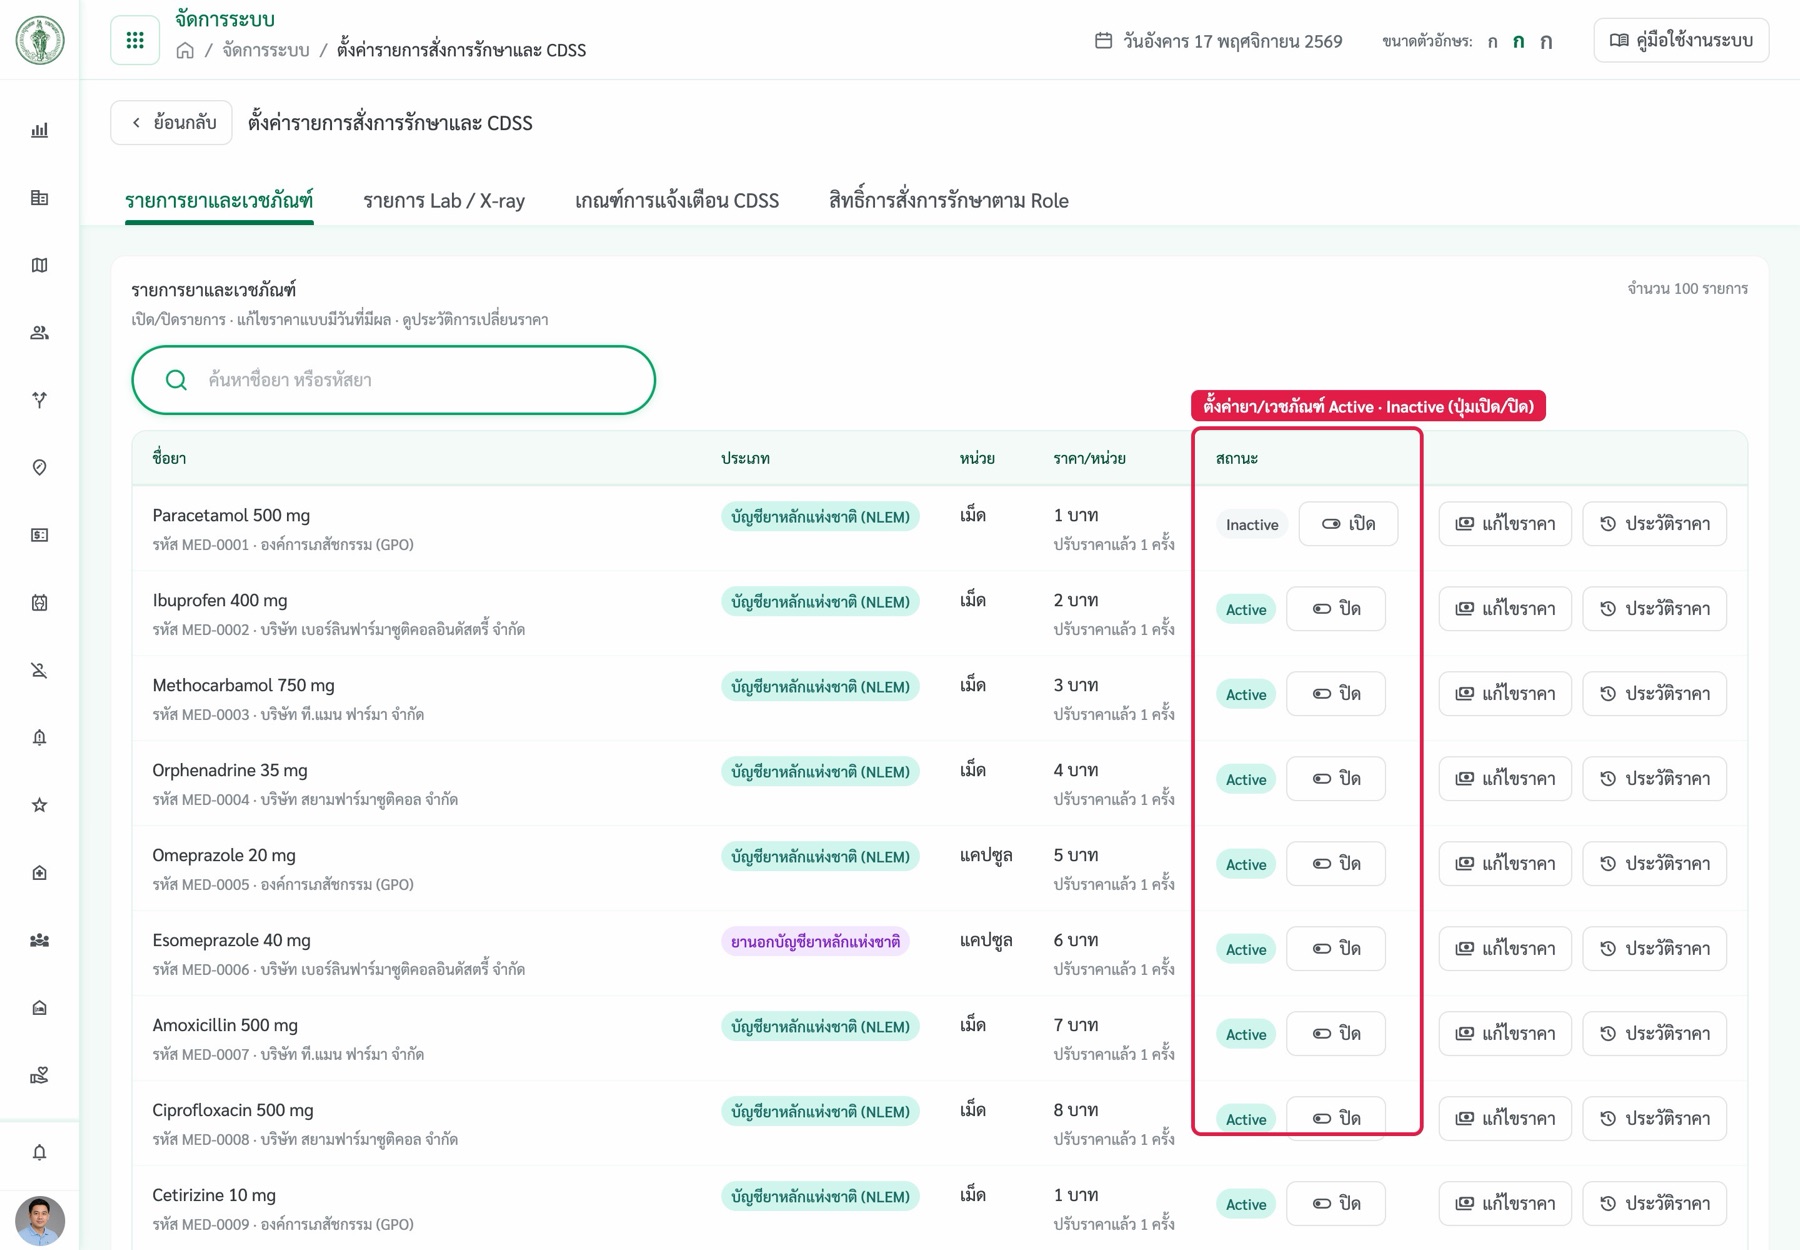 จัดการระบบ
/ จัดการระบบ / ตั้งค่ารายการสั่งการรักษาและ CDSS
วันอังคาร 17 พฤศจิกายน 2569
ขนาดตัวอักษร: ก ก ก
คู่มือใช้งานระบบ
ย้อนกลับ
ตั้งค่ารายการสั่งการรักษาและ CDSS
รายการยาและเวชภัณฑ์
รายการ Lab / X-ray
เกณฑ์การแจ้งเตือน CDSS
สิทธิ์การสั่งการรักษาตาม Role
รายการยาและเวชภัณฑ์
จำนวน 100 รายการ
เปิด/ปิดรายการ · แก้ไขราคาแบบมีวันที่มีผล · ดูประวัติการเปลี่ยนราคา
ค้นหาชื่อยา หรือรหัสยา
ตั้งค่ายา/เวชภัณฑ์ Active · Inactive (ปุ่มเปิด/ปิด)
ชื่อยา ประเภท หน่วย ราคา/หน่วย สถานะ
Paracetamol 500 mg บัญชียาหลักแห่งชาติ (NLEM) เม็ด 1 บาท Inactive เปิด แก้ไขราคา ประวัติราคา
รหัส MED-0001 · องค์การเภสัชกรรม (GPO) ปรับราคาแล้ว 1 ครั้ง
Ibuprofen 400 mg บัญชียาหลักแห่งชาติ (NLEM) เม็ด 2 บาท Active ปิด แก้ไขราคา ประวัติราคา
รหัส MED-0002 · บริษัท เบอร์ลินฟาร์มาซูติคอลอินดัสตรี้ จำกัด ปรับราคาแล้ว 1 ครั้ง
Methocarbamol 750 mg บัญชียาหลักแห่งชาติ (NLEM) เม็ด 3 บาท Active ปิด แก้ไขราคา ประวัติราคา
รหัส MED-0003 · บริษัท ที.แมน ฟาร์มา จำกัด ปรับราคาแล้ว 1 ครั้ง
Orphenadrine 35 mg บัญชียาหลักแห่งชาติ (NLEM) เม็ด 4 บาท Active ปิด แก้ไขราคา ประวัติราคา
รหัส MED-0004 · บริษัท สยามฟาร์มาซูติคอล จำกัด ปรับราคาแล้ว 1 ครั้ง
Omeprazole 20 mg บัญชียาหลักแห่งชาติ (NLEM) แคปซูล 5 บาท Active ปิด แก้ไขราคา ประวัติราคา
รหัส MED-0005 · องค์การเภสัชกรรม (GPO) ปรับราคาแล้ว 1 ครั้ง
Esomeprazole 40 mg ยานอกบัญชียาหลักแห่งชาติ แคปซูล 6 บาท Active ปิด แก้ไขราคา ประวัติราคา
รหัส MED-0006 · บริษัท เบอร์ลินฟาร์มาซูติคอลอินดัสตรี้ จำกัด ปรับราคาแล้ว 1 ครั้ง
Amoxicillin 500 mg บัญชียาหลักแห่งชาติ (NLEM) เม็ด 7 บาท Active ปิด แก้ไขราคา ประวัติราคา
รหัส MED-0007 · บริษัท ที.แมน ฟาร์มา จำกัด ปรับราคาแล้ว 1 ครั้ง
Ciprofloxacin 500 mg บัญชียาหลักแห่งชาติ (NLEM) เม็ด 8 บาท Active ปิด แก้ไขราคา ประวัติราคา
รหัส MED-0008 · บริษัท สยามฟาร์มาซูติคอล จำกัด ปรับราคาแล้ว 1 ครั้ง
Cetirizine 10 mg บัญชียาหลักแห่งชาติ (NLEM) เม็ด 1 บาท Active ปิด แก้ไขราคา ประวัติราคา
รหัส MED-0009 · องค์การเภสัชกรรม (GPO) ปรับราคาแล้ว 1 ครั้ง